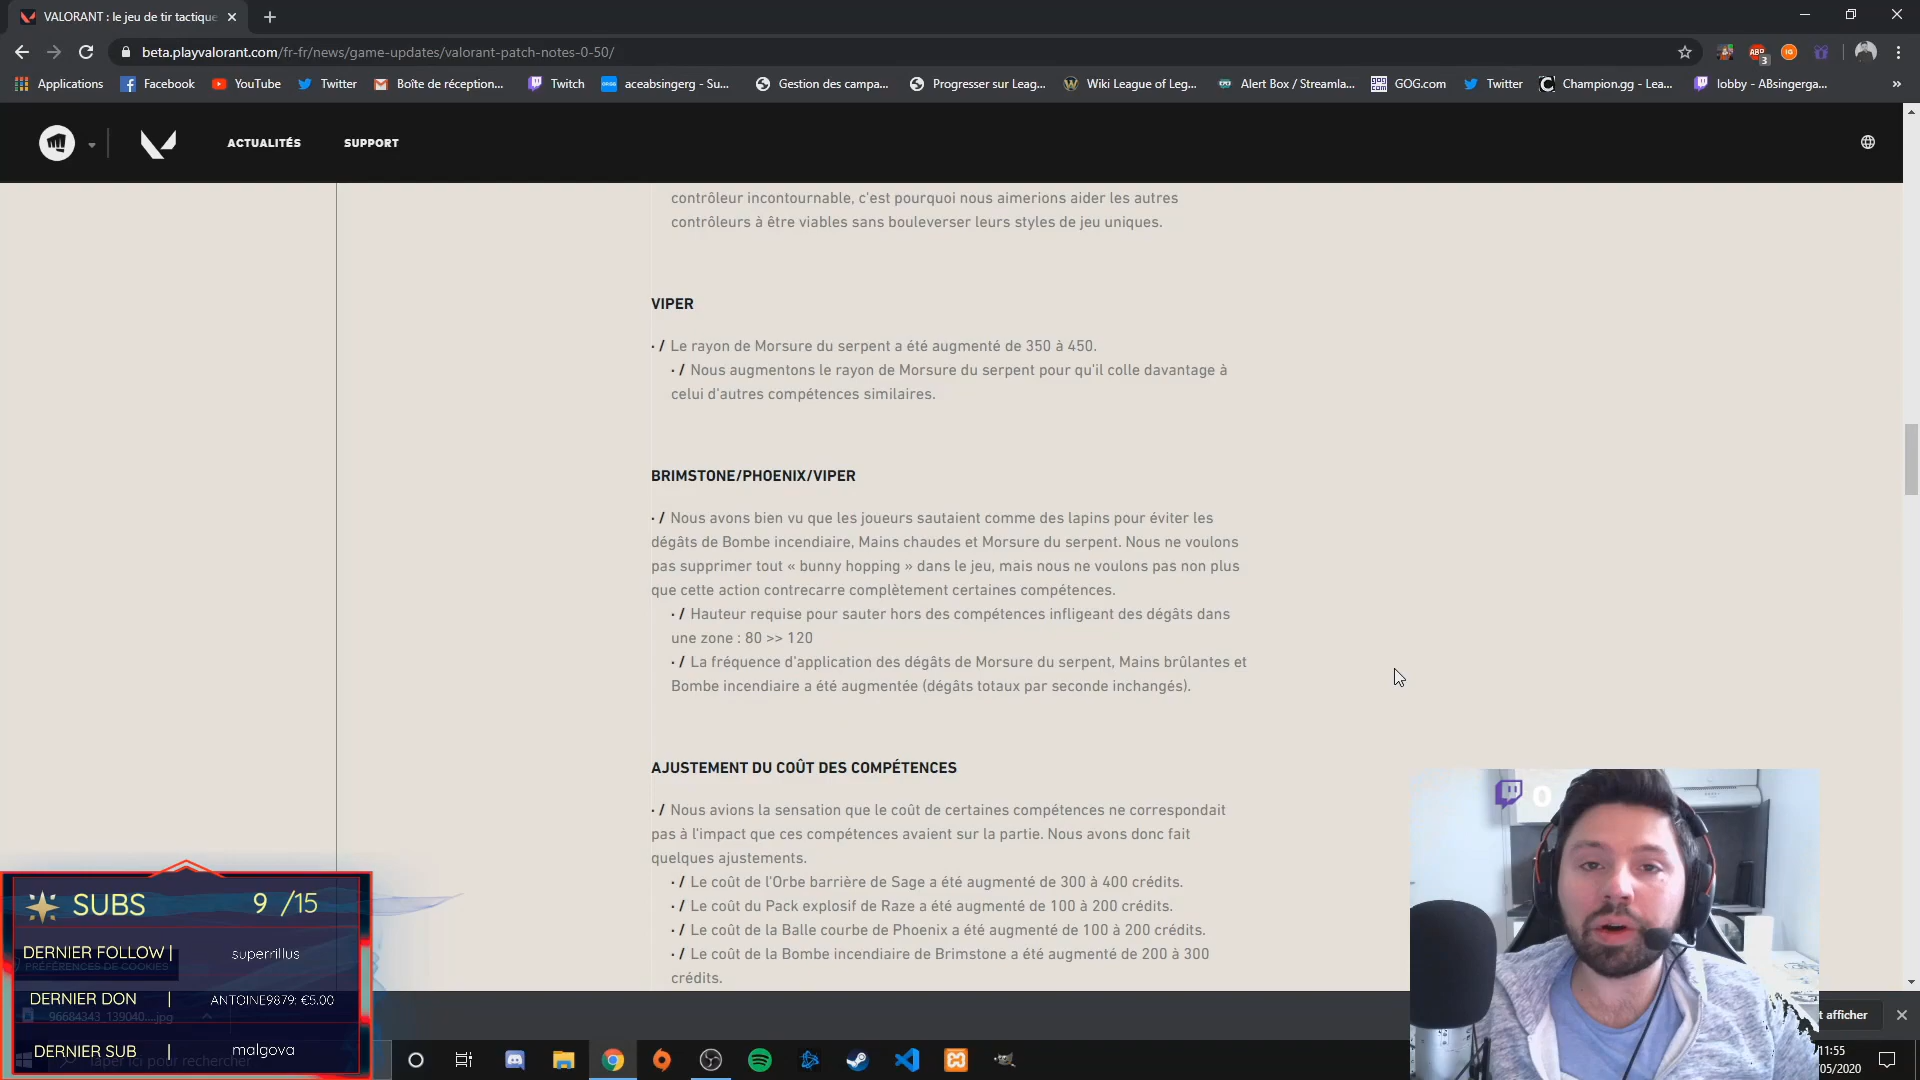 VALORANT : le jeu de tir tactique
beta.playvalorant.com/fr-fr/news/game-updates/valorant-patch-notes-0-50/
Applications Facebook YouTube Twitter Boîte de réception... Twitch aceabsingerg - Su... Gestion des campa... Progresser sur Leag... Wiki League of Leg... Alert Box / Streamla... GOG.com Twitter Champion.gg - Lea... lobby - ABsingerga...
ACTUALITÉS SUPPORT
contrôleur incontournable, c'est pourquoi nous aimerions aider les autres
contrôleurs à être viables sans bouleverser leurs styles de jeu uniques.
VIPER
· / Le rayon de Morsure du serpent a été augmenté de 350 à 450.
· / Nous augmentons le rayon de Morsure du serpent pour qu'il colle davantage à
celui d'autres compétences similaires.
BRIMSTONE/PHOENIX/VIPER
· / Nous avons bien vu que les joueurs sautaient comme des lapins pour éviter les
dégâts de Bombe incendiaire, Mains chaudes et Morsure du serpent. Nous ne voulons
pas supprimer tout « bunny hopping » dans le jeu, mais nous ne voulons pas non plus
que cette action contrecarre complètement certaines compétences.
· / Hauteur requise pour sauter hors des compétences infligeant des dégâts dans
une zone : 80 >> 120
· / La fréquence d'application des dégâts de Morsure du serpent, Mains brûlantes et
Bombe incendiaire a été augmentée (dégâts totaux par seconde inchangés).
AJUSTEMENT DU COÛT DES COMPÉTENCES
· / Nous avions la sensation que le coût de certaines compétences ne correspondait
pas à l'impact que ces compétences avaient sur la partie. Nous avons donc fait
quelques ajustements.
· / Le coût de l'Orbe barrière de Sage a été augmenté de 300 à 400 crédits.
· / Le coût du Pack explosif de Raze a été augmenté de 100 à 200 crédits.
· / Le coût de la Balle courbe de Phoenix a été augmenté de 100 à 200 crédits.
· / Le coût de la Bombe incendiaire de Brimstone a été augmenté de 200 à 300
crédits.
0
SUBS 9 /15
DERNIER FOLLOW | superrillus
PRÉFÉRENCES DE COOKIES
DERNIER DON | ANTOINE9879: €5.00
96684343_139040....jpg
DERNIER SUB | malgova
Taper ici pour rechercher
t afficher
11:55
/05/2020